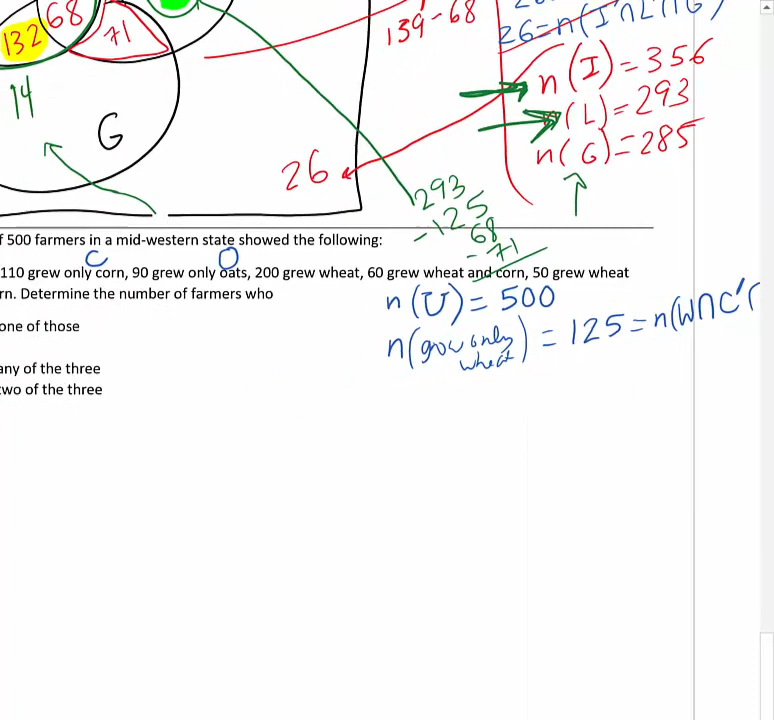 68
132
71
14
G
139-68
26=n(I'∩L'∩G')
n(I)=356
n(L)=293
n(G)=285
26
293
-125
68
-71
f 500 farmers in a mid-western state showed the following:
C O
110 grew only corn, 90 grew only oats, 200 grew wheat, 60 grew wheat and corn, 50 grew wheat
rn. Determine the number of farmers who
n(U)=500
one of those
n(grow only wheat)=125=n(W∩C'(
any of the three
two of the three